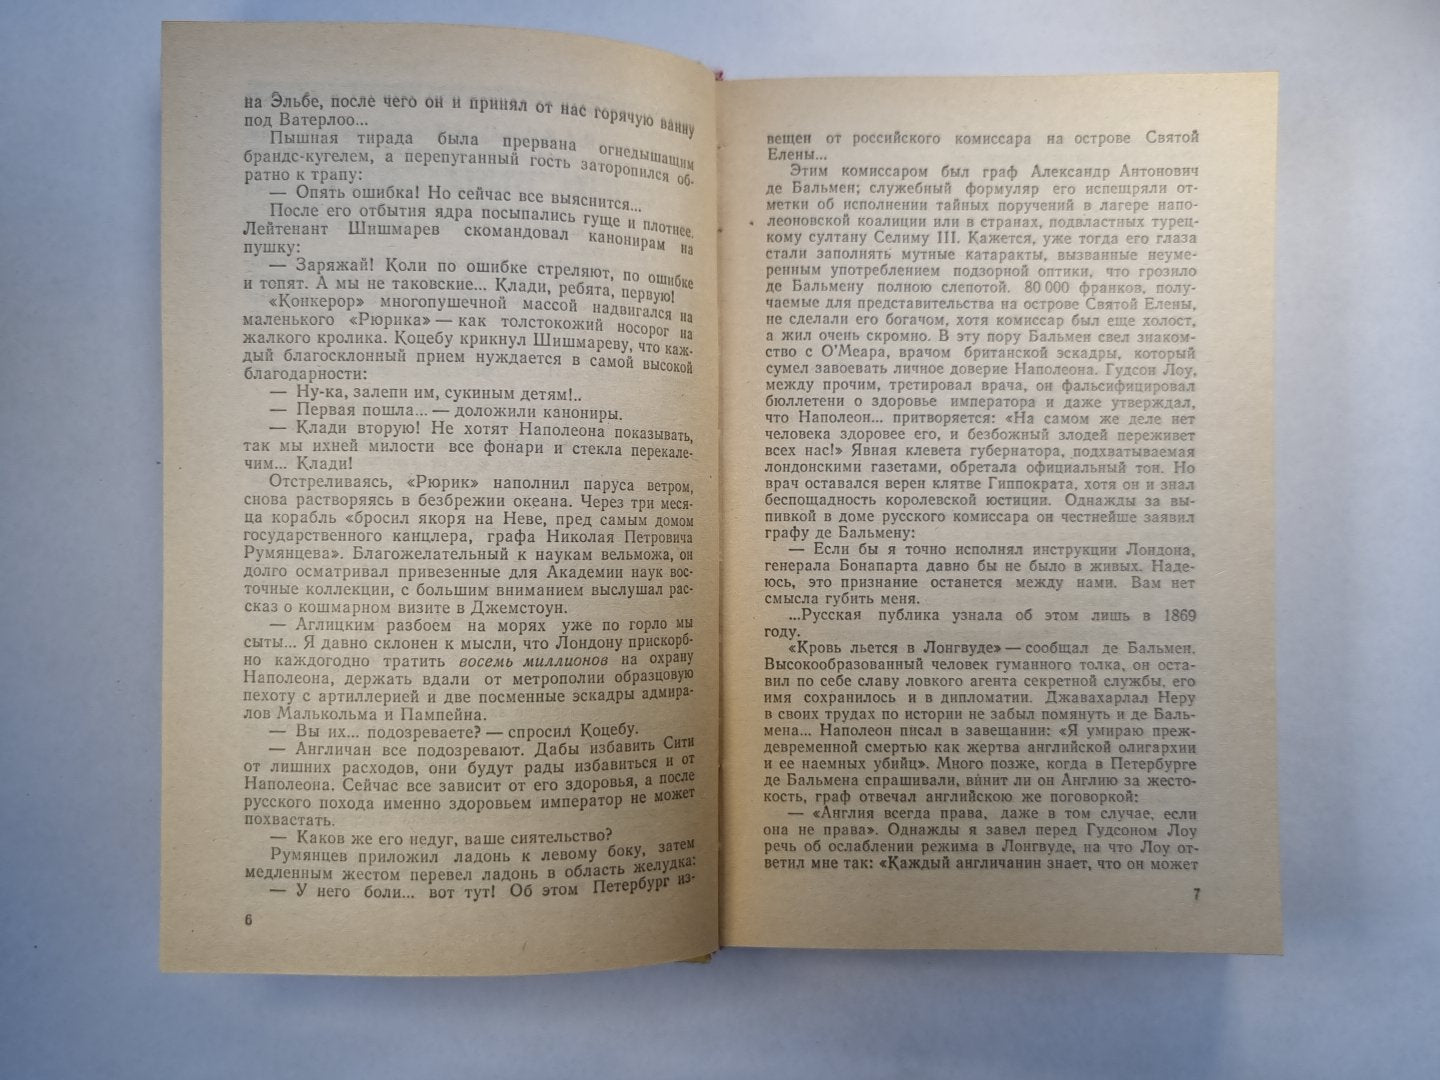 на Эльбе, после чего он и принял от нас горячую ванну
под Ватерлоо...
Пышная тирада была прервана огнедышащим
брандс-кугелем, а перепуганный гость заторопился об-
ратно к трапу:
— Опять ошибка! Но сейчас все выяснится...
После его отбытия ядра посыпались гуще и плотнее.
Лейтенант Шишмарев скомандовал канонирам на
пушку:
— Заряжай! Коли по ошибке стреляют, по ошибке
и топят. А мы не таковские... Клади, ребята, первую!
«Конкерор» многопушечной массой надвигался на
маленького «Рюрика» — как толстокожий носорог на
жалкого кролика. Коцебу крикнул Шишмареву, что каж-
дый благосклонный прием нуждается в самой высокой
благодарности:
— Ну-ка, залепи им, сукиным детям!..
— Первая пошла... — доложили канониры.
— Клади вторую! Не хотят Наполеона показывать,
так мы ихней милости все фонари и стекла перекале-
чим... Клади!
Отстреливаясь, «Рюрик» наполнил паруса ветром,
снова растворяясь в безбрежии океана. Через три меся-
ца корабль «бросил якоря на Неве, пред самым домом
государственного канцлера, графа Николая Петровича
Румянцева». Благожелательный к наукам вельможа, он
долго осматривал привезенные для Академии наук вос-
точные коллекции, с большим вниманием выслушал рас-
сказ о кошмарном визите в Джемстоун.
— Аглицким разбоем на морях уже по горло мы
сыты... Я давно склонен к мысли, что Лондону прискорб-
но каждогодно тратить восемь миллионов на охрану
Наполеона, держать вдали от метрополии образцовую
пехоту с артиллерией и две посменные эскадры адмира-
лов Малькольма и Пампейна.
— Вы их... подозреваете? — спросил Коцебу.
— Англичан все подозревают. Дабы избавить Сити
от лишних расходов, они будут рады избавиться и от
Наполеона. Сейчас все зависит от его здоровья, а после
русского похода именно здоровьем император не может
похвастать.
— Каков же его недуг, ваше сиятельство?
Румянцев приложил ладонь к левому боку, затем
медленным жестом перевел ладонь в область желудка:
— У него боли... вот тут! Об этом Петербург из-
6
вещен от российского комиссара на острове Святой
Елены...
Этим комиссаром был граф Александр Антонович
де Бальмен; служебный формуляр его испещряли от-
метки об исполнении тайных поручений в лагере напо-
леоновской коалиции или в странах, подвластных турец-
кому султану Селиму III. Кажется, уже тогда его глаза
стали заполнять мутные катаракты, вызванные неуме-
ренным употреблением подзорной оптики, что грозило
де Бальмену полною слепотой. 80 000 франков, полу-
чаемые для представительства на острове Святой Елены,
не сделали его богачом, хотя комиссар был еще холост,
а жил очень скромно. В эту пору Бальмен свел знаком-
ство с О'Меара, врачом британской эскадры, который
сумел завоевать личное доверие Наполеона. Гудсон Лоу,
между прочим, третировал врача, он фальсифицировал
бюллетени о здоровье императора и даже утверждал,
что Наполеон... притворяется: «На самом же деле нет
человека здоровее его, и безбожный злодей переживет
всех нас!» Явная клевета губернатора, подхватываемая
лондонскими газетами, обретала официальный тон. Но
врач оставался верен клятве Гиппократа, хотя он и знал
беспощадность королевской юстиции. Однажды за вы-
пивкой в доме русского комиссара он честнейше заявил
графу де Бальмену:
— Если бы я точно исполнял инструкции Лондона,
генерала Бонапарта давно бы не было в живых. Наде-
юсь, это признание останется между нами. Вам нет
смысла губить меня.
...Русская публика узнала об этом лишь в 1869
году.
«Кровь льется в Лонгвуде» — сообщал де Бальмен.
Высокообразованный человек гуманного толка, он оста-
вил по себе славу ловкого агента секретной службы, его
имя сохранилось и в дипломатии. Джавахарлал Неру
в своих трудах по истории не забыл помянуть и де Баль-
мена... Наполеон писал в завещании: «Я умираю преж-
девременной смертью как жертва английской олигархии
и ее наемных убийц». Много позже, когда в Петербурге
де Бальмена спрашивали, винит ли он Англию за жесто-
кость, граф отвечал английскою же поговоркой:
— «Англия всегда права, даже в том случае, если
она не права». Однажды я завел перед Гудсоном Лоу
речь об ослаблении режима в Лонгвуде, на что Лоу от-
ветил мне так: «Каждый англичанин знает, что он может
7